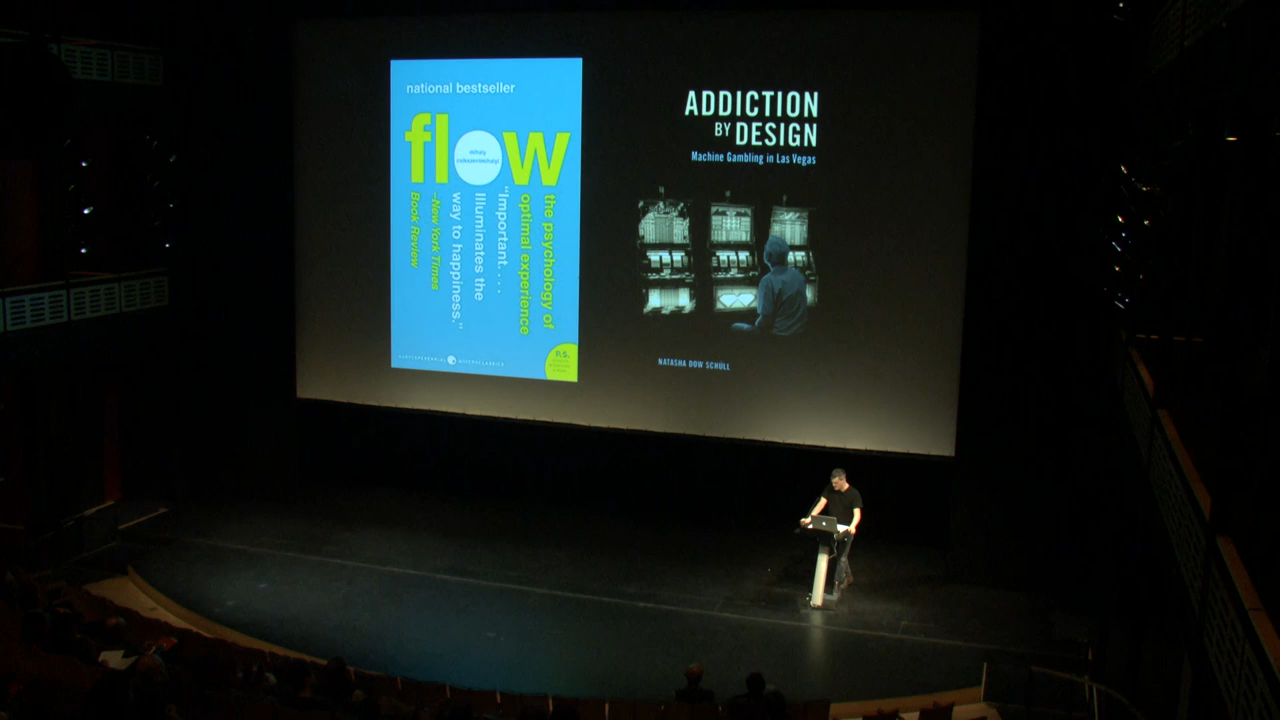 national bestseller
flow
the psychology of
optimal experience
"Important. . . .
Illuminates the
way to happiness."
—New York Times
Book Review
P.S.
ADDICTION
BY DESIGN
Machine Gambling in Las Vegas
NATASHA DOW SCHÜLL